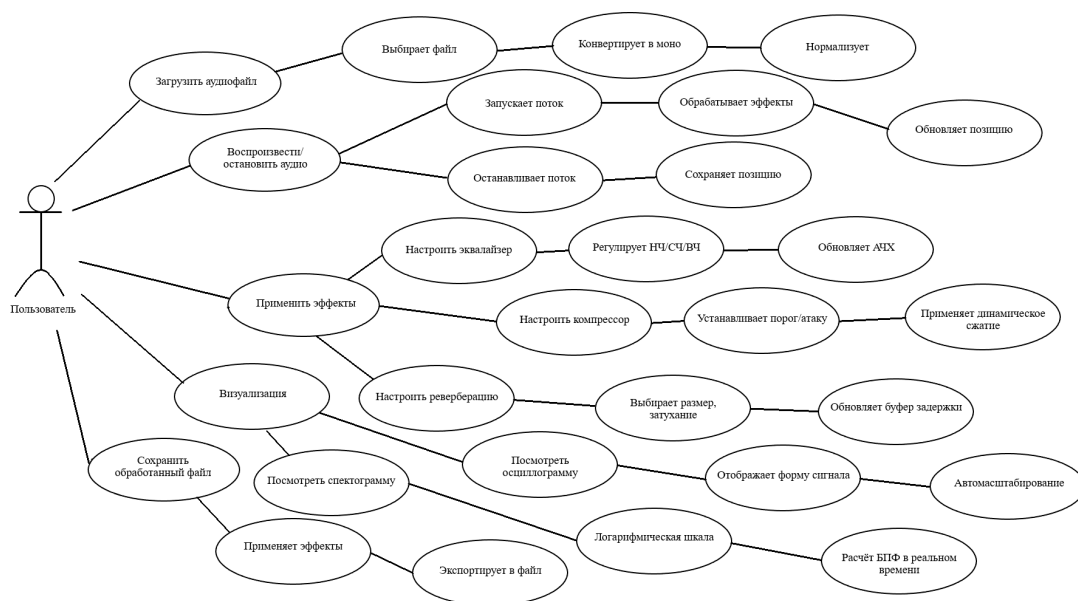 Выбирает файл
Конвертирует в моно
Нормализует
Загрузить аудиофайл
Запускает поток
Обрабатывает эффекты
Обновляет позицию
Воспроизвести/
остановить аудио
Останавливает поток
Сохраняет позицию
Настроить эквалайзер
Регулирует НЧ/СЧ/ВЧ
Обновляет АЧХ
Пользователь
Применить эффекты
Настроить компрессор
Устанавливает порог/атаку
Применяет динамическое
сжатие
Визуализация
Настроить реверберацию
Выбирает размер,
затухание
Обновляет буфер задержки
Сохранить
обработанный файл
Посмотреть спектограмму
Посмотреть
осциллограмму
Отображает форму сигнала
Автомасштабирование
Применяет эффекты
Экспортирует в файл
Логарифмическая шкала
Расчёт БПФ в реальном
времени